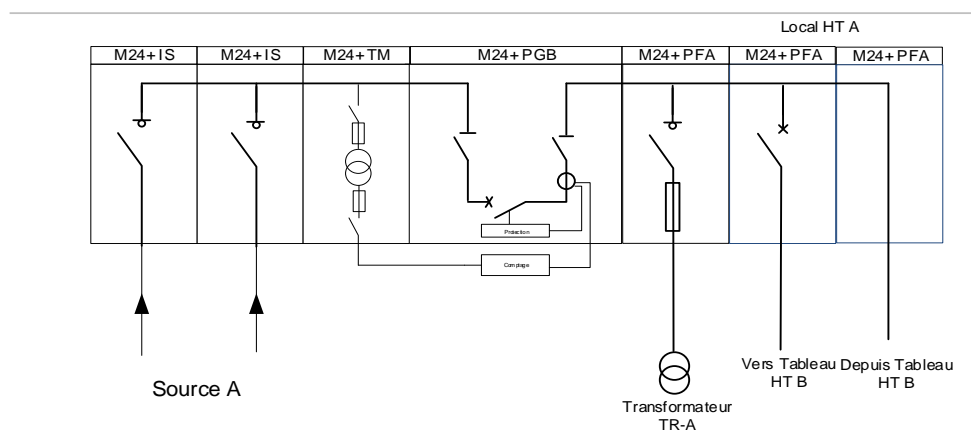 Local HT A
M24+IS
M24+IS
M24+TM
M24+PGB
M24+PFA
M24+PFA
M24+PFA
Protection
Comptage
Source A
Transformateur
TR-A
Vers Tableau
HT B
Depuis Tableau
HT B